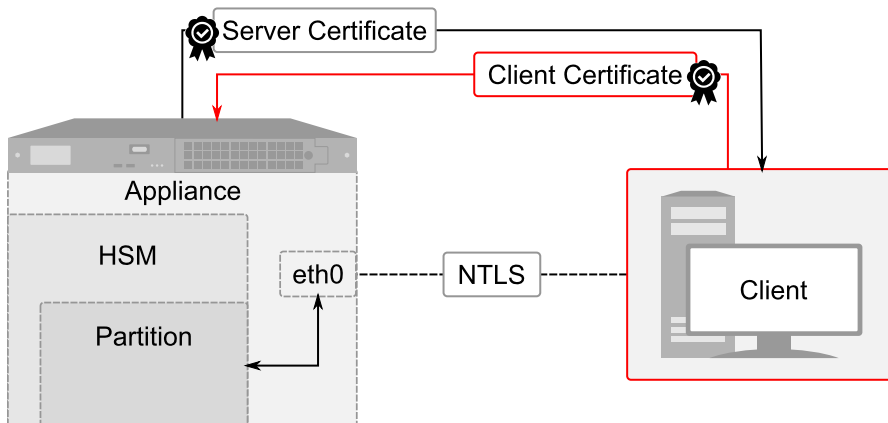 Server Certificate
Client Certificate
Appliance
HSM
eth0
NTLS
Client
Partition